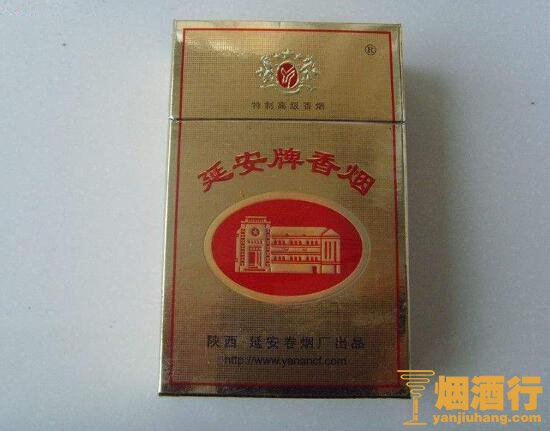 ®
特制高级香烟
延安牌香烟
陕西 延安卷烟厂出品
http://www.yanancf.com
烟酒行
yanjiuhang.com